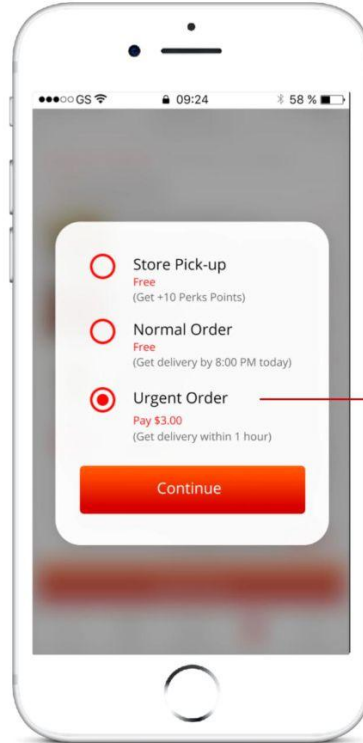 GS 09:24 58 %
Store Pick-up
Free
(Get +10 Perks Points)
Normal Order
Free
(Get delivery by 8:00 PM today)
Urgent Order
Pay $3.00
(Get delivery within 1 hour)
Continue